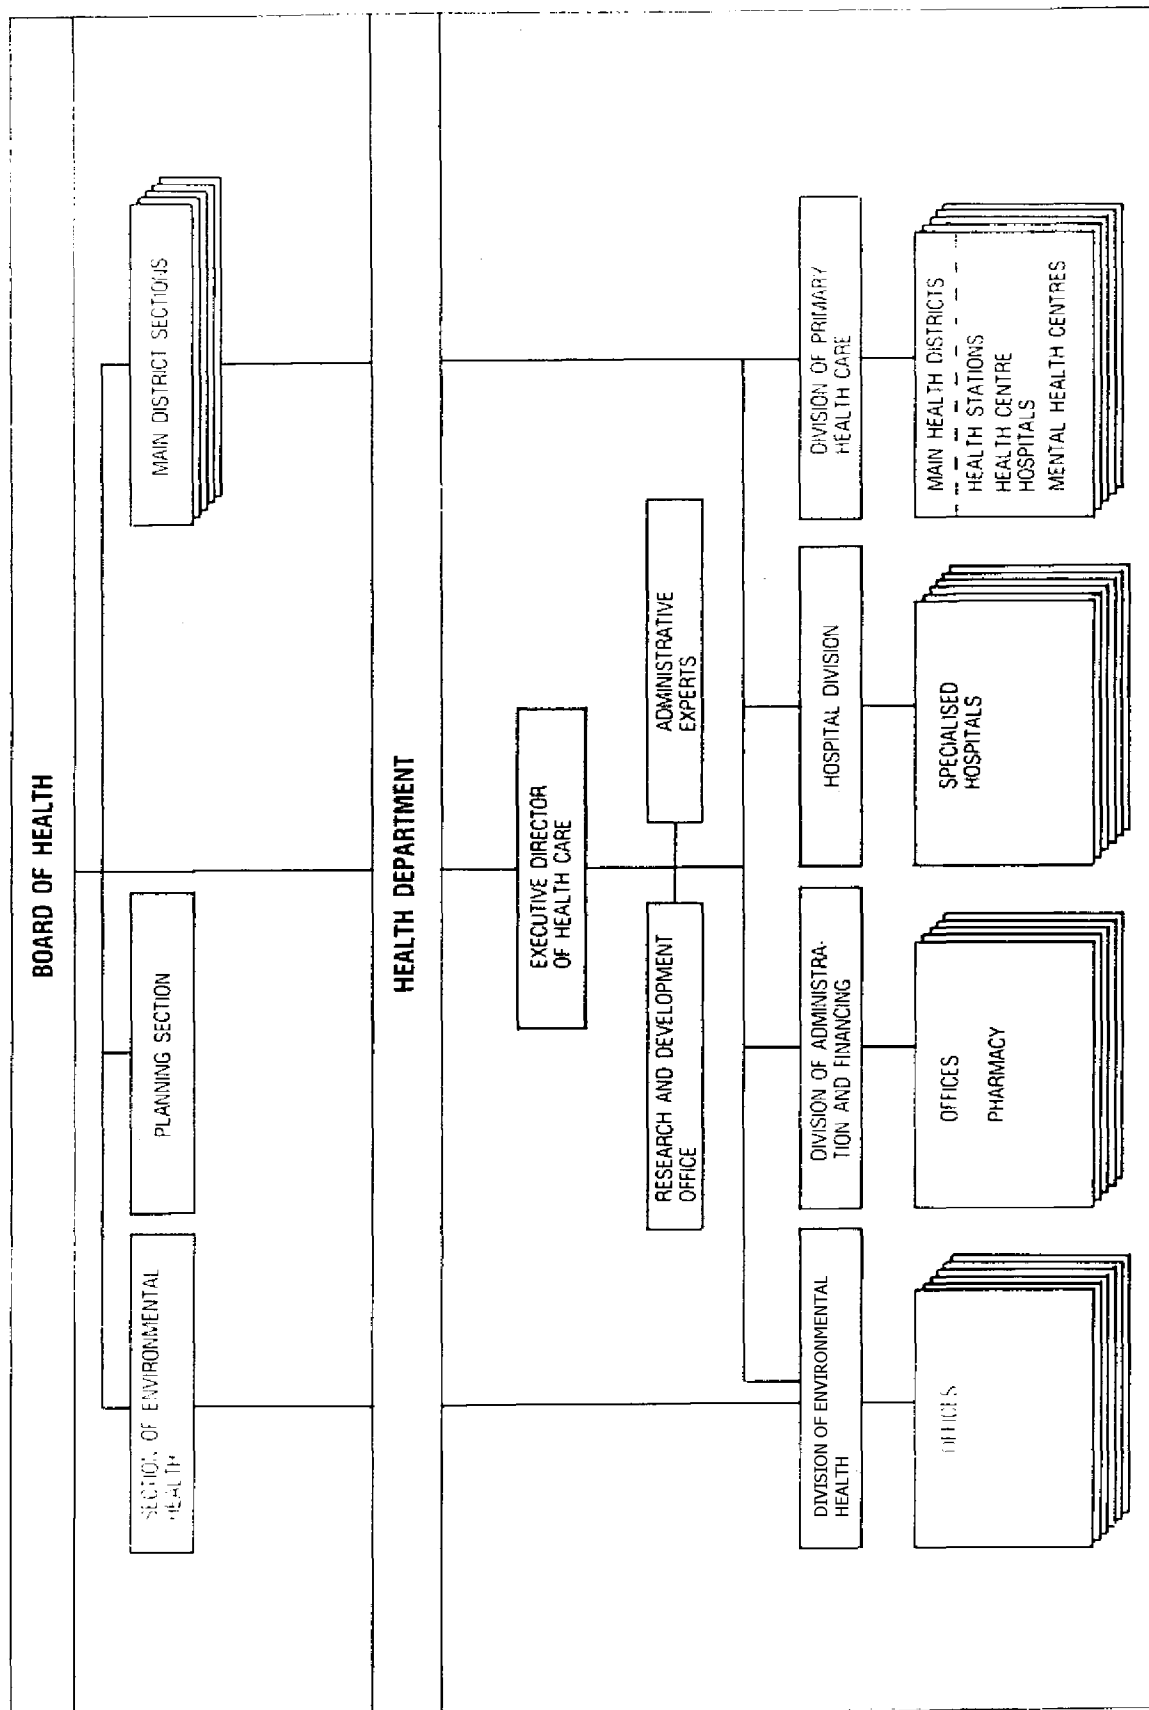 BOARD OF HEALTH
SECTION OF ENVIRONMENTAL
HEALTH
PLANNING SECTION
MAIN DISTRICT SECTIONS
HEALTH DEPARTMENT
EXECUTIVE DIRECTOR
OF HEALTH CARE
RESEARCH AND DEVELOPMENT
OFFICE
ADMINISTRATIVE
EXPERTS
DIVISION OF ENVIRONMENTAL
HEALTH
DIVISION OF ADMINISTRA-
TION AND FINANCING
HOSPITAL DIVISION
DIVISION OF PRIMARY
HEALTH CARE
OFFICES
OFFICES
PHARMACY
SPECIALISED
HOSPITALS
MAIN HEALTH DISTRICTS
HEALTH STATIONS
HEALTH CENTRE
HOSPITALS
MENTAL HEALTH CENTRES